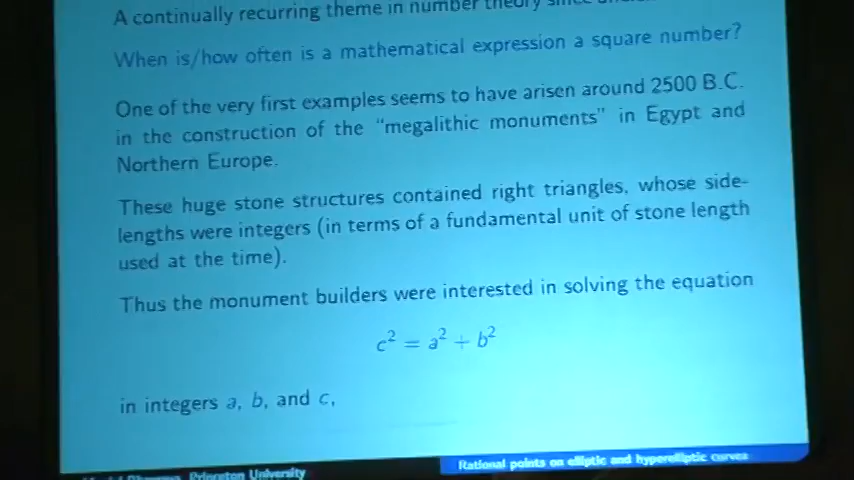 A continually recurring theme in number theory since
When is/how often is a mathematical expression a square number?
One of the very first examples seems to have arisen around 2500 B.C.
in the construction of the "megalithic monuments" in Egypt and
Northern Europe.
These huge stone structures contained right triangles, whose side-
lengths were integers (in terms of a fundamental unit of stone length
used at the time).
Thus the monument builders were interested in solving the equation
c² = a² + b²
in integers a, b, and c,
Princeton University
Rational points on elliptic and hyperelliptic curves